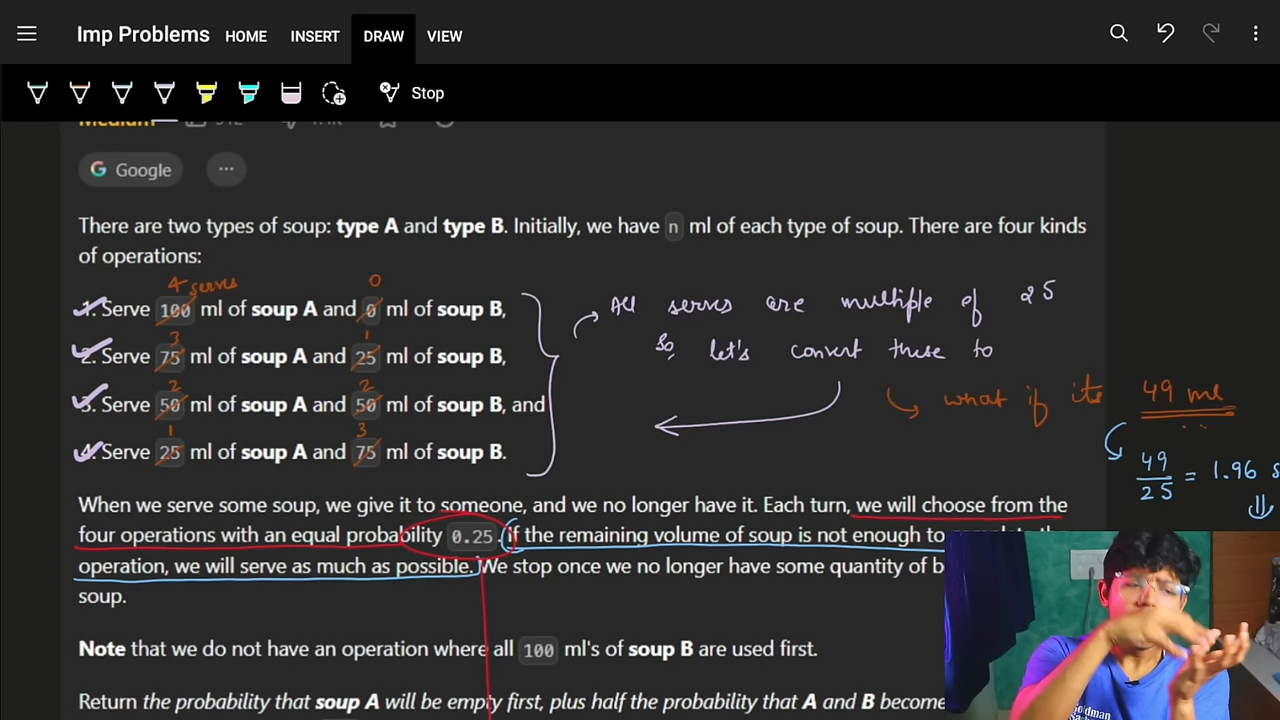 Imp Problems HOME INSERT DRAW VIEW
Stop
Medium
Google ...
There are two types of soup: type A and type B. Initially, we have n ml of each type of soup. There are four kinds
of operations:
4 serves 0
1. Serve 100 ml of soup A and 0 ml of soup B,
3 1
2. Serve 75 ml of soup A and 25 ml of soup B,
2 2
3. Serve 50 ml of soup A and 50 ml of soup B, and
1 3
4. Serve 25 ml of soup A and 75 ml of soup B.
All serves are multiple of 25
So, let's convert these to
what if its 49 ml
49/25 = 1.96 s
When we serve some soup, we give it to someone, and we no longer have it. Each turn, we will choose from the
four operations with an equal probability 0.25. If the remaining volume of soup is not enough to
operation, we will serve as much as possible. We stop once we no longer have some quantity of b
soup.
Note that we do not have an operation where all 100 ml's of soup B are used first.
Return the probability that soup A will be empty first, plus half the probability that A and B become